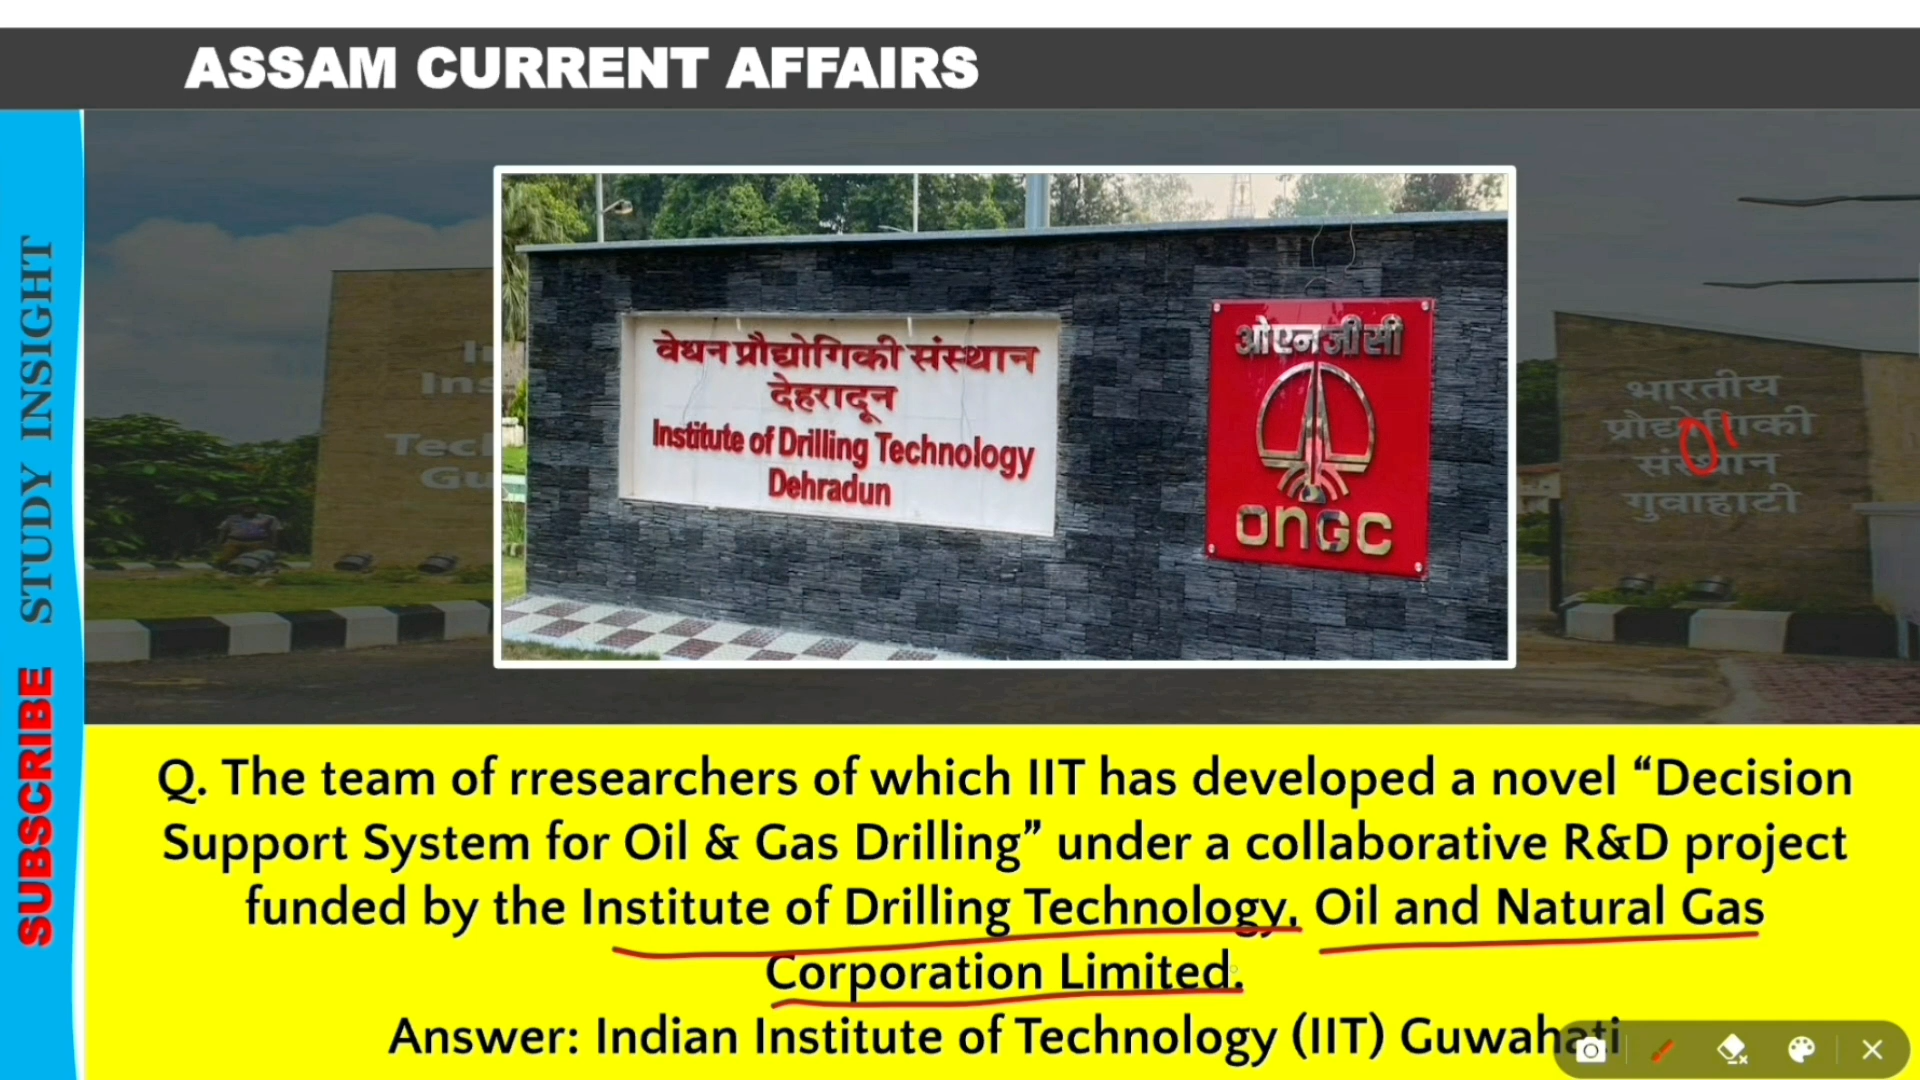 ASSAM CURRENT AFFAIRS
SUBSCRIBE STUDY INSIGHT
वेधन प्रौद्योगिकी संस्थान
देहरादून
Institute of Drilling Technology
Dehradun
ओएनजीसी
ONGC
भारतीय
प्रौद्योगिकी
संस्थान
गुवाहाटी
Q. The team of rresearchers of which IIT has developed a novel “Decision
Support System for Oil & Gas Drilling” under a collaborative R&D project
funded by the Institute of Drilling Technology, Oil and Natural Gas
Corporation Limited.
Answer: Indian Institute of Technology (IIT) Guwahati